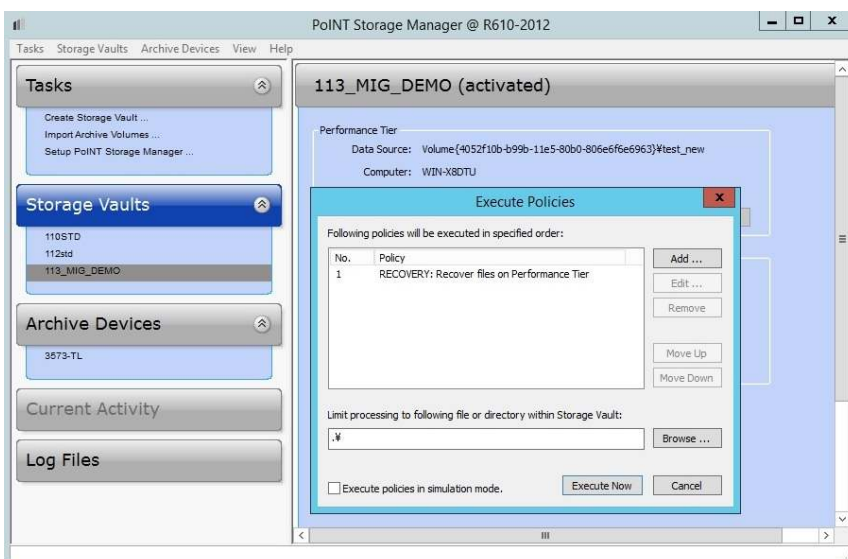 PoINT Storage Manager @ R610-2012
Tasks Storage Vaults Archive Devices View Help
Tasks
Create Storage Vault ...
Import Archive Volumes ...
Setup PoINT Storage Manager ...
Storage Vaults
110STD
112std
113_MIG_DEMO
Archive Devices
3573-TL
Current Activity
Log Files
113_MIG_DEMO (activated)
Performance Tier
Data Source: Volume{4052f10b-b99b-11e5-80b0-806e6f6e6963}¥test_new
Computer: WIN-X8DTU
Execute Policies
x
Following policies will be executed in specified order:
No. Policy
1 RECOVERY: Recover files on Performance Tier
Add ...
Edit ...
Remove
Move Up
Move Down
Limit processing to following file or directory within Storage Vault:
.¥
Browse ...
Execute policies in simulation mode.
Execute Now
Cancel